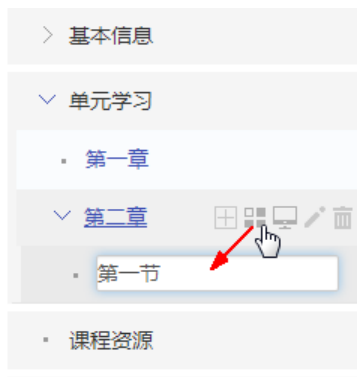 基本信息
单元学习
第一章
第二章
第一节
课程资源